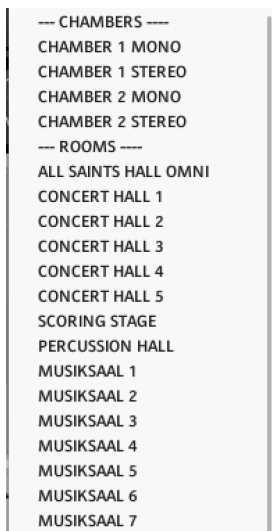 --- CHAMBERS ----
CHAMBER 1 MONO
CHAMBER 1 STEREO
CHAMBER 2 MONO
CHAMBER 2 STEREO
--- ROOMS ----
ALL SAINTS HALL OMNI
CONCERT HALL 1
CONCERT HALL 2
CONCERT HALL 3
CONCERT HALL 4
CONCERT HALL 5
SCORING STAGE
PERCUSSION HALL
MUSIKSAAL 1
MUSIKSAAL 2
MUSIKSAAL 3
MUSIKSAAL 4
MUSIKSAAL 5
MUSIKSAAL 6
MUSIKSAAL 7